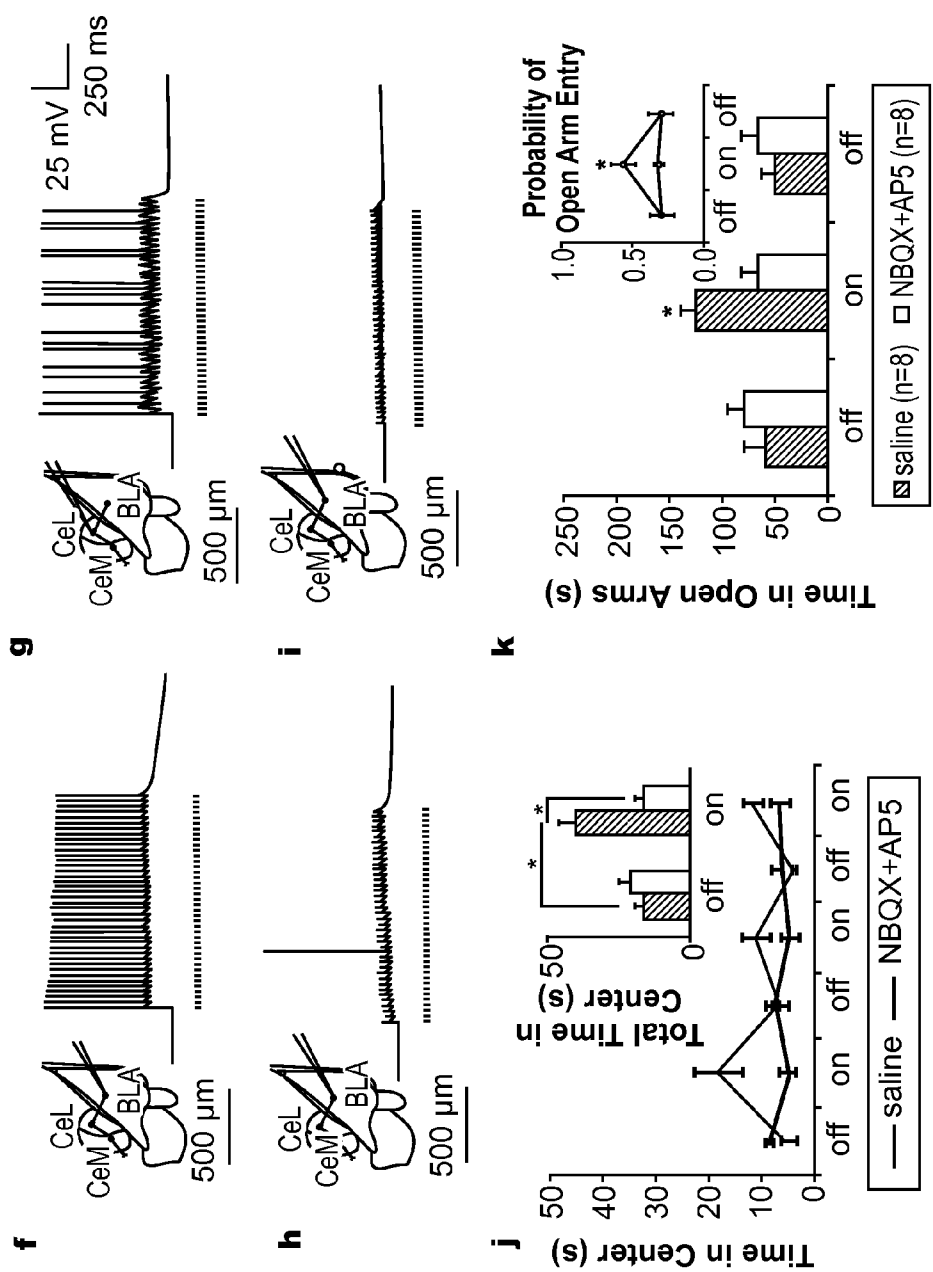 f
CeL
CeM
BLA
500 µm
g
25 mV
250 ms
CeL
CeM
BLA
500 µm
h
CeL
CeM
BLA
500 µm
i
CeL
CeM
BLA
500 µm
j
Time in Center (s)
50
40
30
20
10
0
off
on
off
on
off
on
Total Time in
Center (s)
50
0
off
on
*
*
saline
NBQX+AP5
k
Time in Open Arms (s)
250
200
150
100
50
0
off
on
off
*
Probability of
Open Arm Entry
1.0
0.5
0.0
off
on
off
*
saline (n=8)
NBQX+AP5 (n=8)